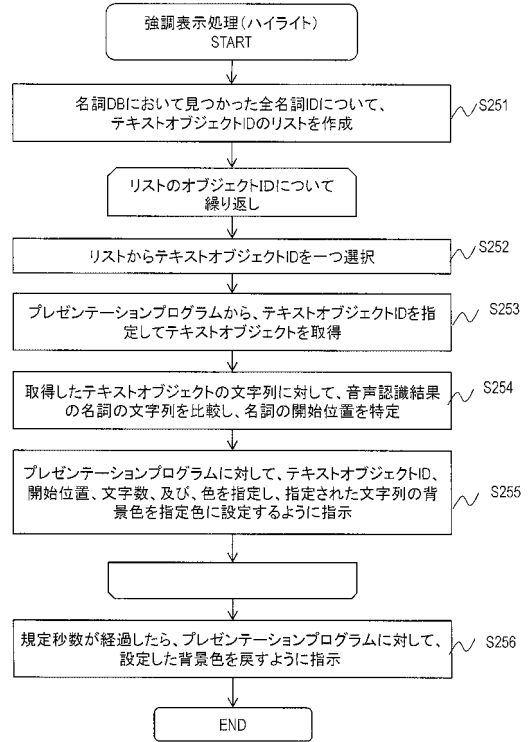 強調表示処理(ハイライト)
START
名詞DBにおいて見つかった全名詞IDについて、
テキストオブジェクトIDのリストを作成
S251
リストのオブジェクトIDについて
繰り返し
リストからテキストオブジェクトIDを一つ選択
S252
プレゼンテーションプログラムから、テキストオブジェクトIDを指
定してテキストオブジェクトを取得
S253
取得したテキストオブジェクトの文字列に対して、音声認識結果
の名詞の文字列を比較し、名詞の開始位置を特定
S254
プレゼンテーションプログラムに対して、テキストオブジェクトID、
開始位置、文字数、及び、色を指定し、指定された文字列の背
景色を指定色に設定するように指示
S255
規定秒数が経過したら、プレゼンテーションプログラムに対して、
設定した背景色を戻すように指示
S256
END